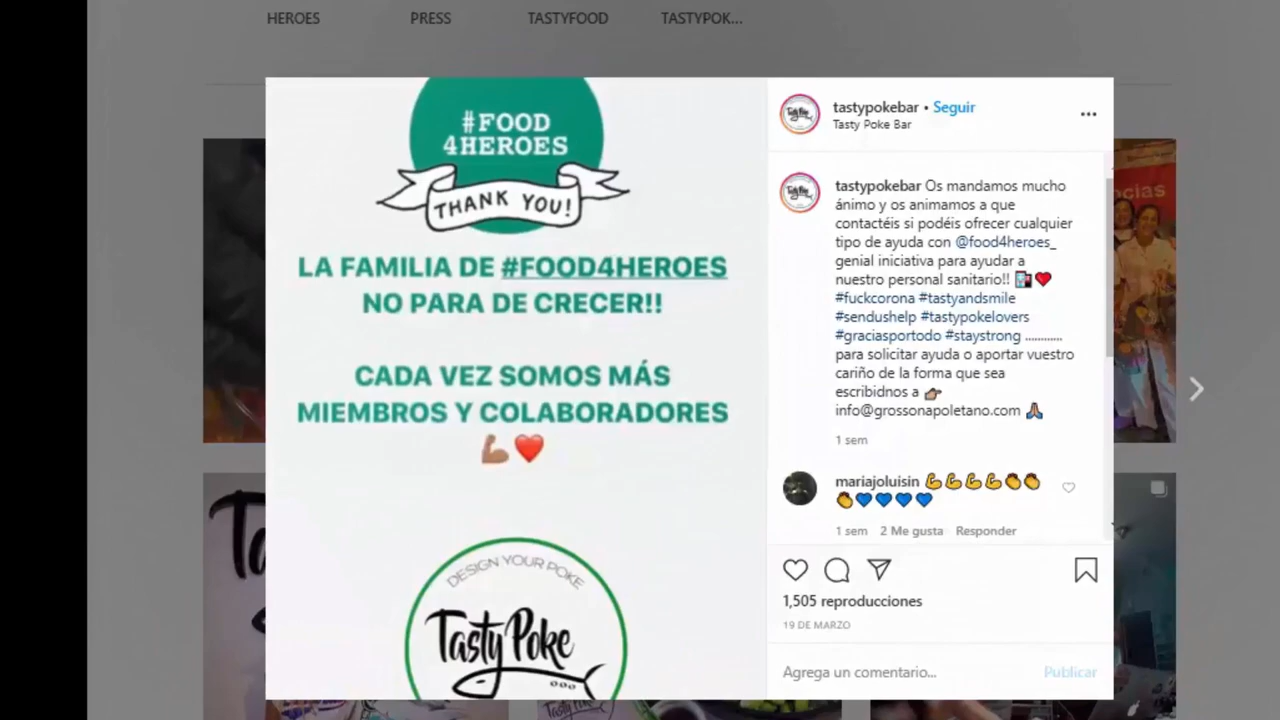 HEROES
PRESS
TASTYFOOD
TASTYPOK...
#FOOD
4HEROES
THANK YOU!
LA FAMILIA DE #FOOD4HEROES
NO PARA DE CRECER!!
CADA VEZ SOMOS MÁS
MIEMBROS Y COLABORADORES
💪🏽❤️
DESIGN YOUR POKE
Tasty Poke
tastypokebar • Seguir
Tasty Poke Bar
tastypokebar Os mandamos mucho
ánimo y os animamos a que
contactéis si podéis ofrecer cualquier
tipo de ayuda con @food4heroes_
genial iniciativa para ayudar a
nuestro personal sanitario!! ❤️
#fuckcorona #tastyandsmile
#sendushelp #tastypokelovers
#graciasportodo #staystrong ............
para solicitar ayuda o aportar vuestro
cariño de la forma que sea
escribidnos a 👉🏽
info@grossonapoletano.com 🙏🏽
1 sem
mariajoluisin 💪💪💪💪👏👏
👏💙💙💙💙
1 sem 2 Me gusta Responder
1,505 reproducciones
19 DE MARZO
Agrega un comentario... Publicar